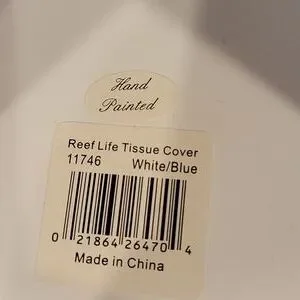 Hand
Painted
Reef Life Tissue Cover
11746 White/Blue
0 21864 26470 4
Made in China